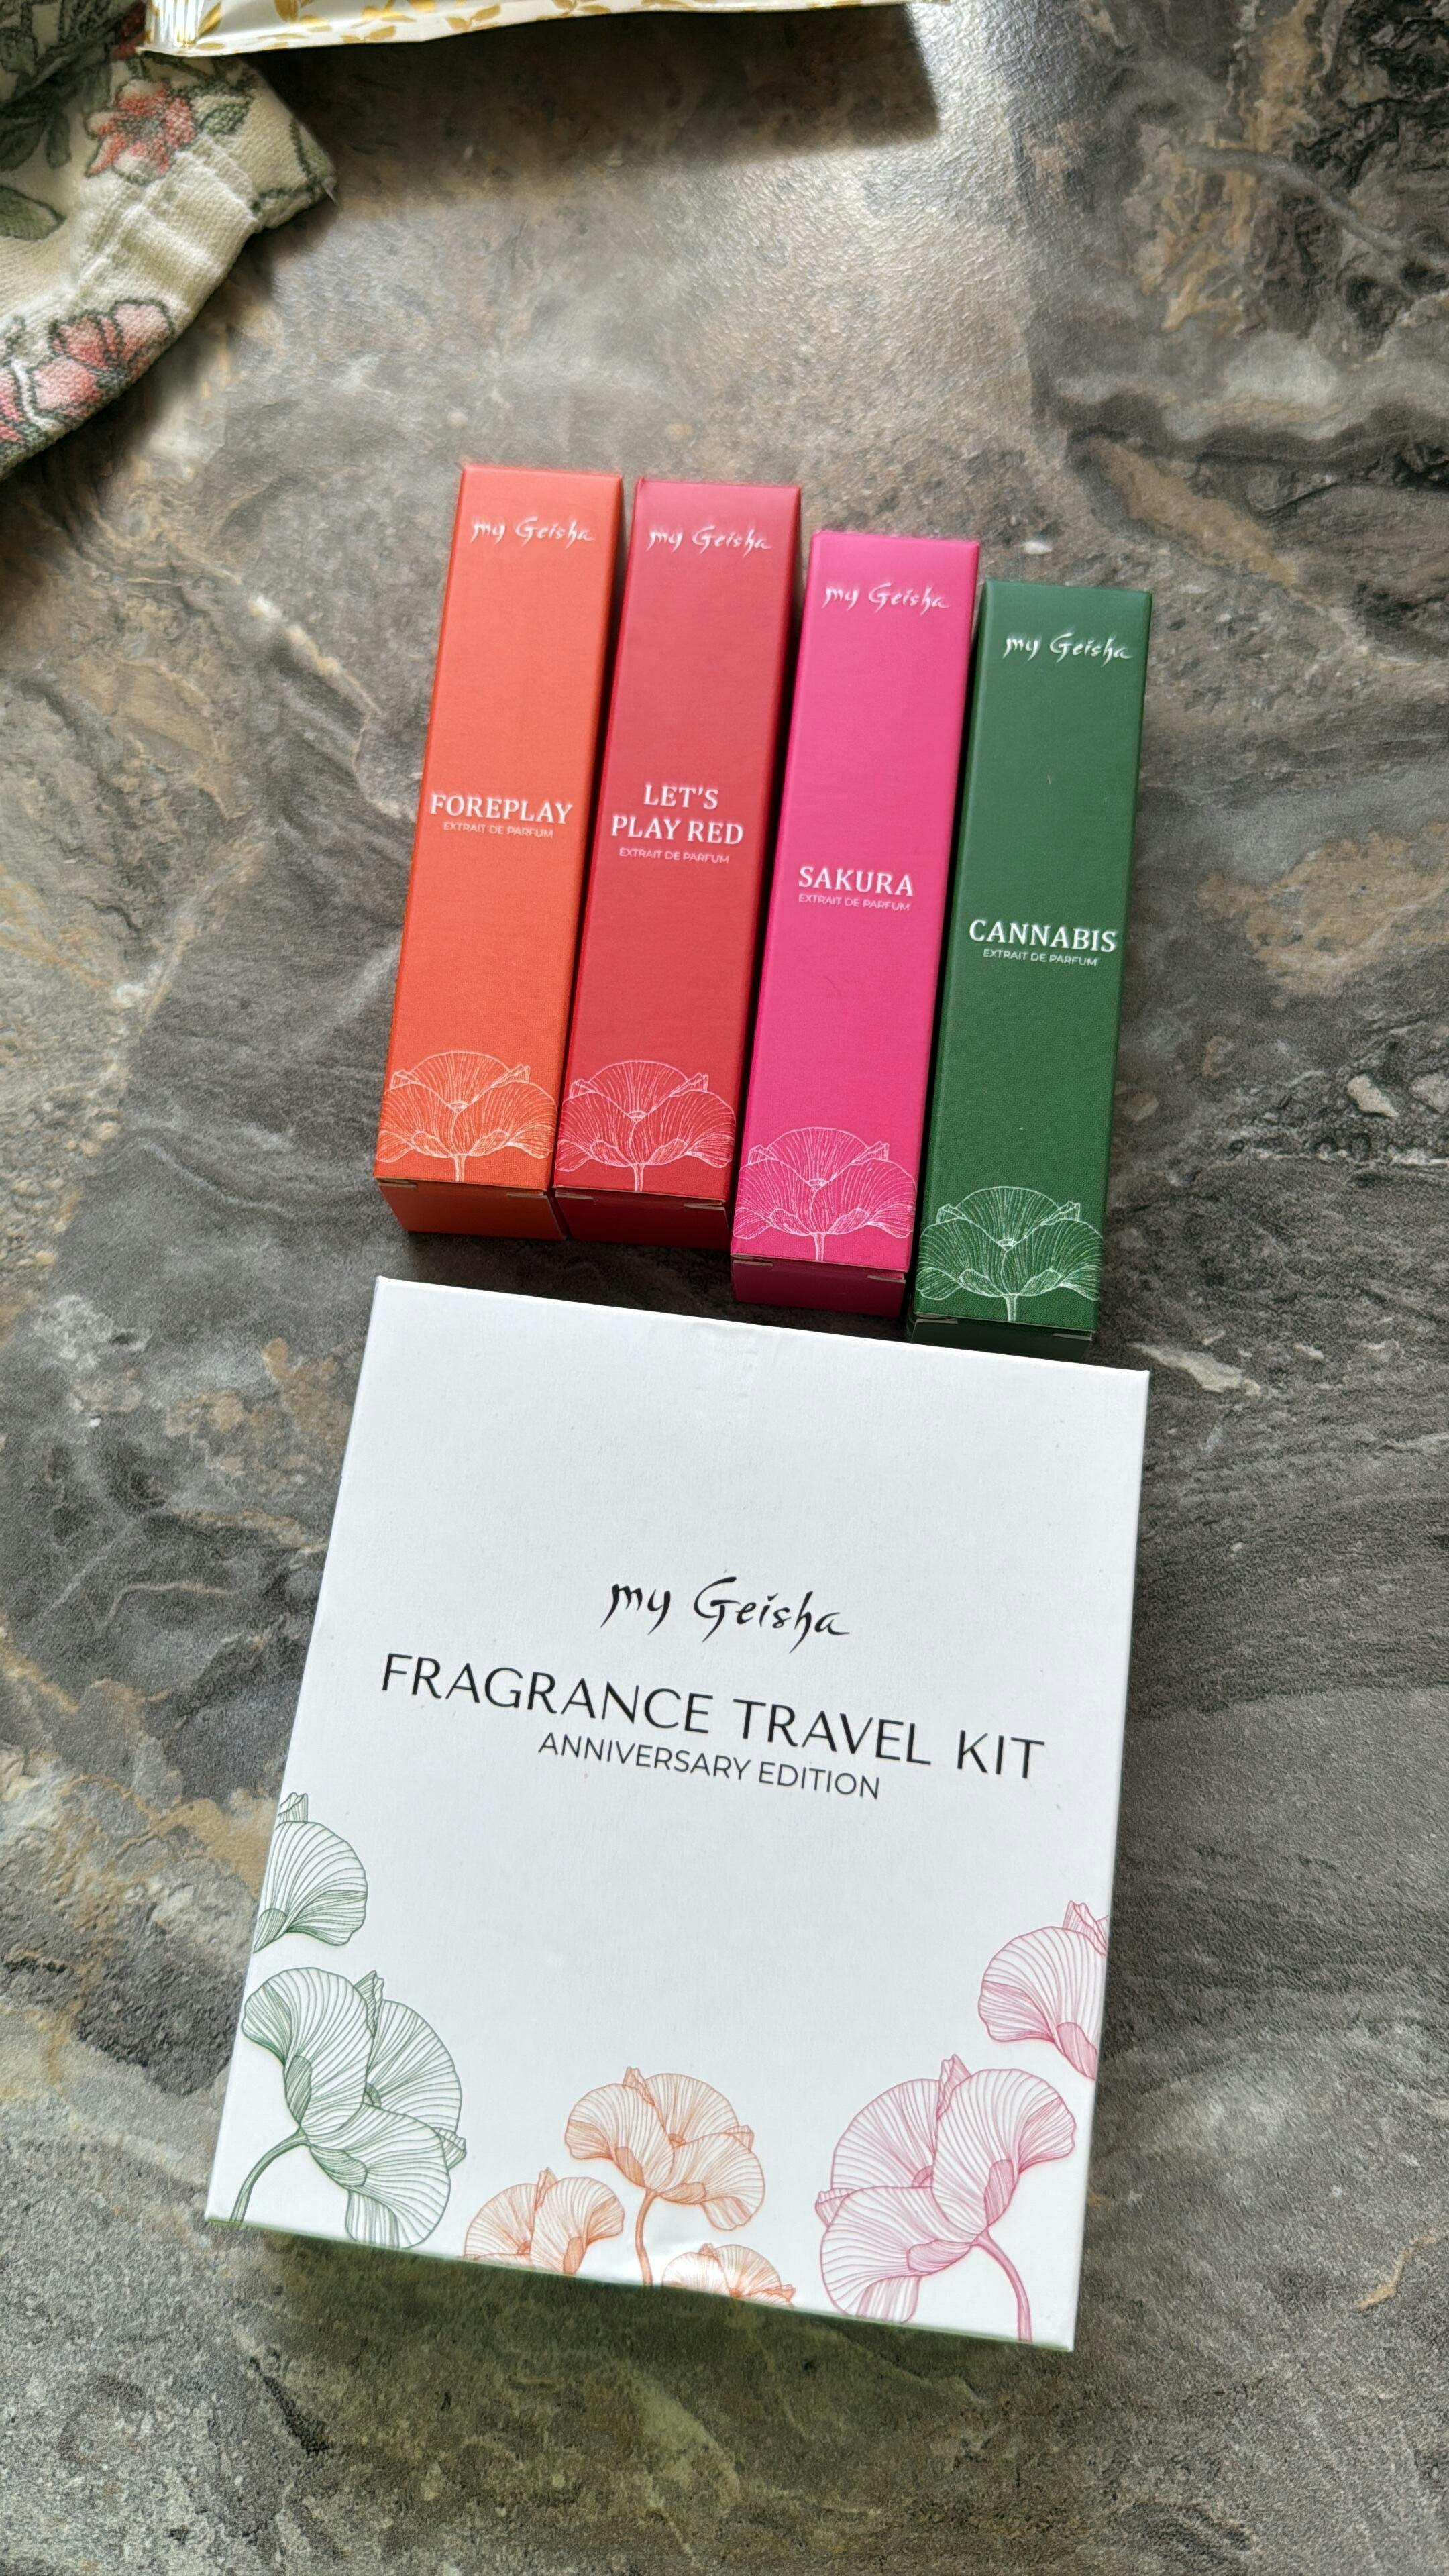 my Geisha
FOREPLAY
EXTRAIT DE PARFUM
my Geisha
LET'S
PLAY RED
EXTRAIT DE PARFUM
my Geisha
SAKURA
EXTRAIT DE PARFUM
my Geisha
CANNABIS
EXTRAIT DE PARFUM
my Geisha
FRAGRANCE TRAVEL KIT
ANNIVERSARY EDITION